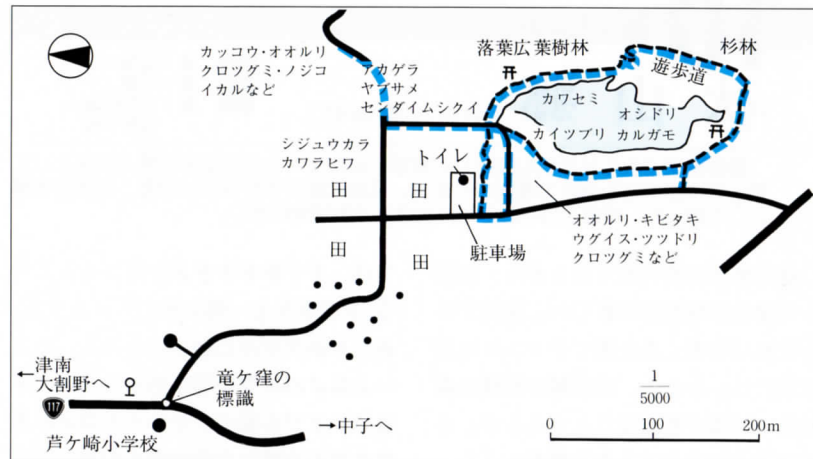 カッコウ・オオルリ
クロツグミ・ノジコ
イカルなど
アカゲラ
ヤブサメ
センダイムシクイ
落葉広葉樹林
杉林
遊歩道
カワセミ
オシドリ
カイツブリ
カルガモ
シジュウカラ
カワラヒワ
トイレ
田
田
田
田
駐車場
オオルリ・キビタキ
ウグイス・ツツドリ
クロツグミなど
←津南
大割野へ
竜ケ窪の
標識
117
芦ケ崎小学校
→中子へ
1
5000
0 100 200m